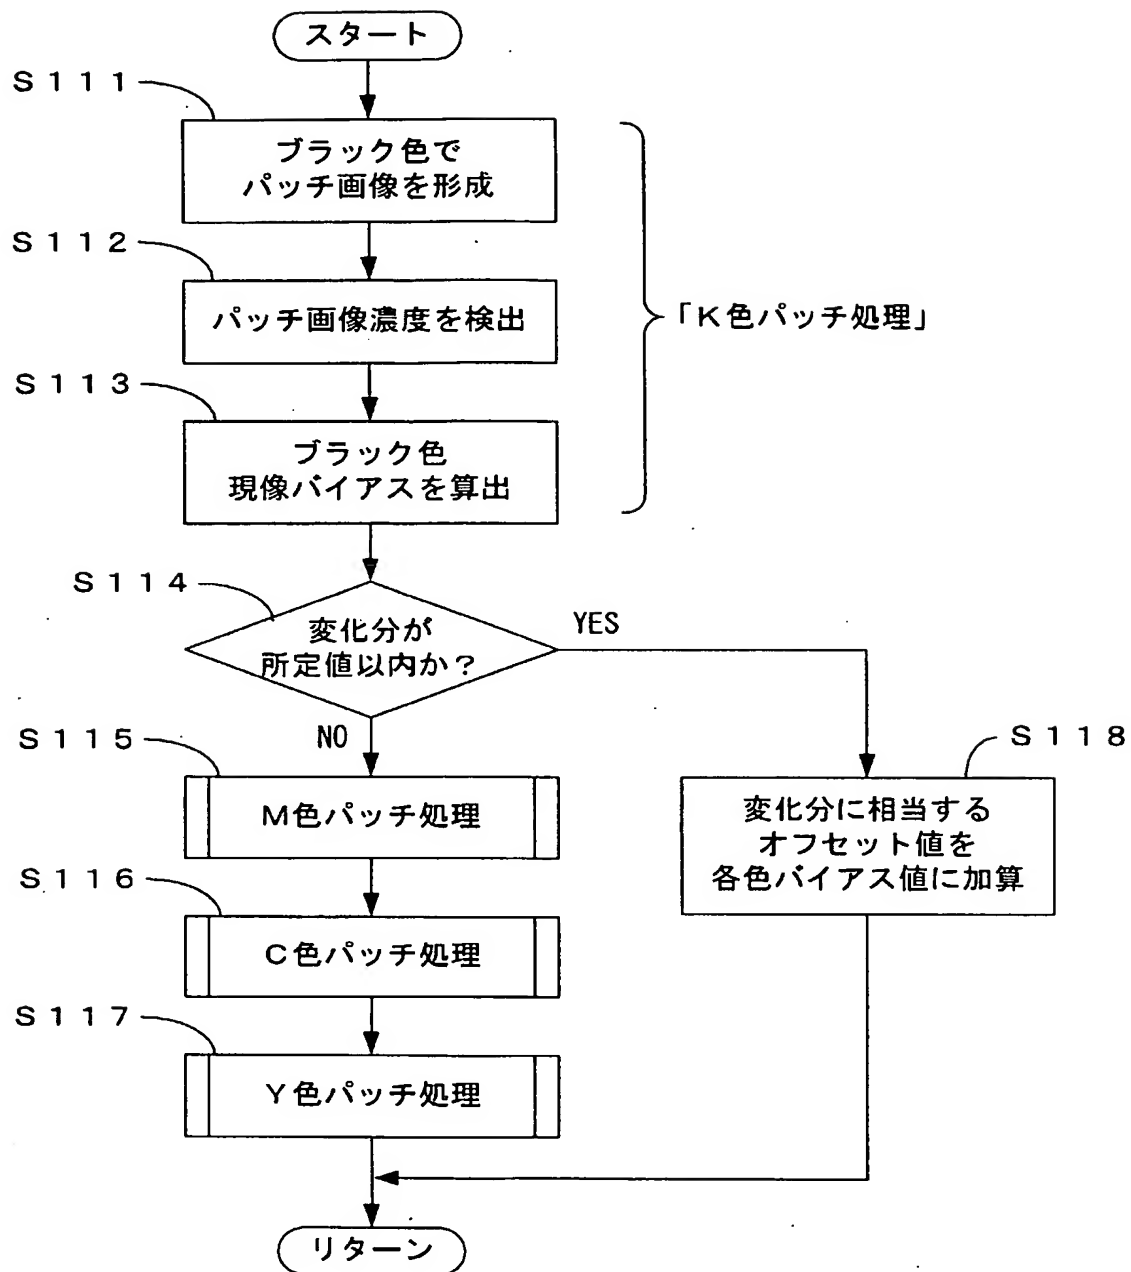 スタート
S111
ブラック色で
パッチ画像を形成
S112
パッチ画像濃度を検出
「K色パッチ処理」
S113
ブラック色
現像バイアスを算出
S114
変化分が
所定値以内か?
YES
NO
S115
M色パッチ処理
S118
変化分に相当する
オフセット値を
各色バイアス値に加算
S116
C色パッチ処理
S117
Y色パッチ処理
リターン